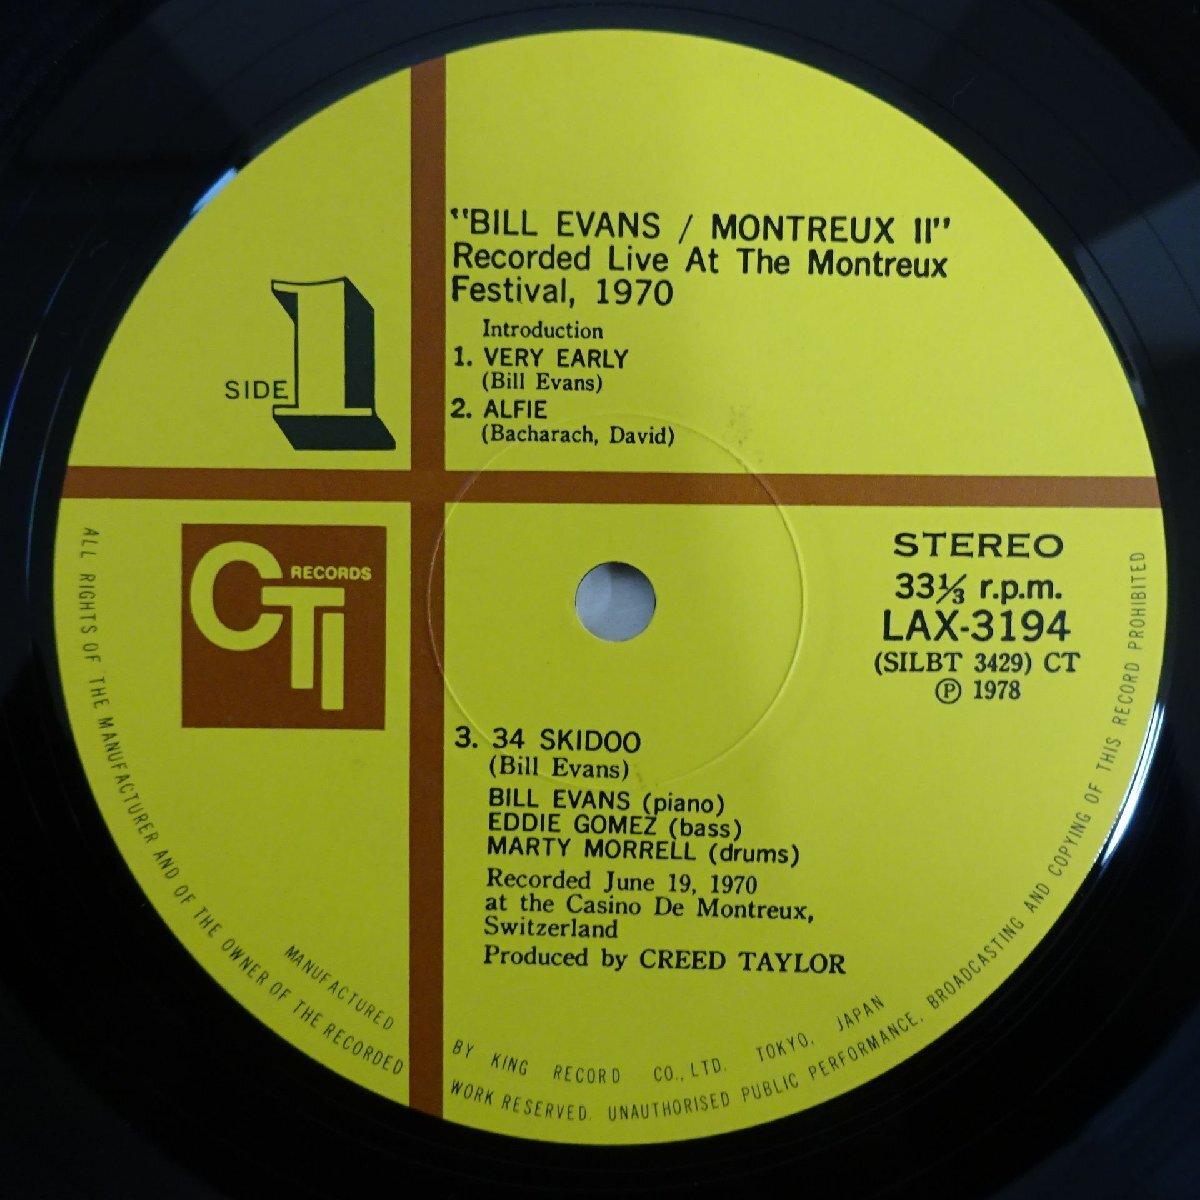 "BILL EVANS / MONTREUX II"
Recorded Live At The Montreux
Festival, 1970
Introduction
1. VERY EARLY
(Bill Evans)
2. ALFIE
(Bacharach, David)
SIDE 1
CTI RECORDS
STEREO
33⅓ r.p.m.
LAX-3194
(SILBT 3429) CT
Ⓟ 1978
3. 34 SKIDOO
(Bill Evans)
BILL EVANS (piano)
EDDIE GOMEZ (bass)
MARTY MORRELL (drums)
Recorded June 19, 1970
at the Casino De Montreux,
Switzerland
Produced by CREED TAYLOR
MANUFACTURED BY KING RECORD CO., LTD. TOKYO, JAPAN
ALL RIGHTS OF THE MANUFACTURER AND OF THE OWNER OF THE RECORDED WORK RESERVED. UNAUTHORISED PUBLIC PERFORMANCE, BROADCASTING AND COPYING OF THIS RECORD PROHIBITED